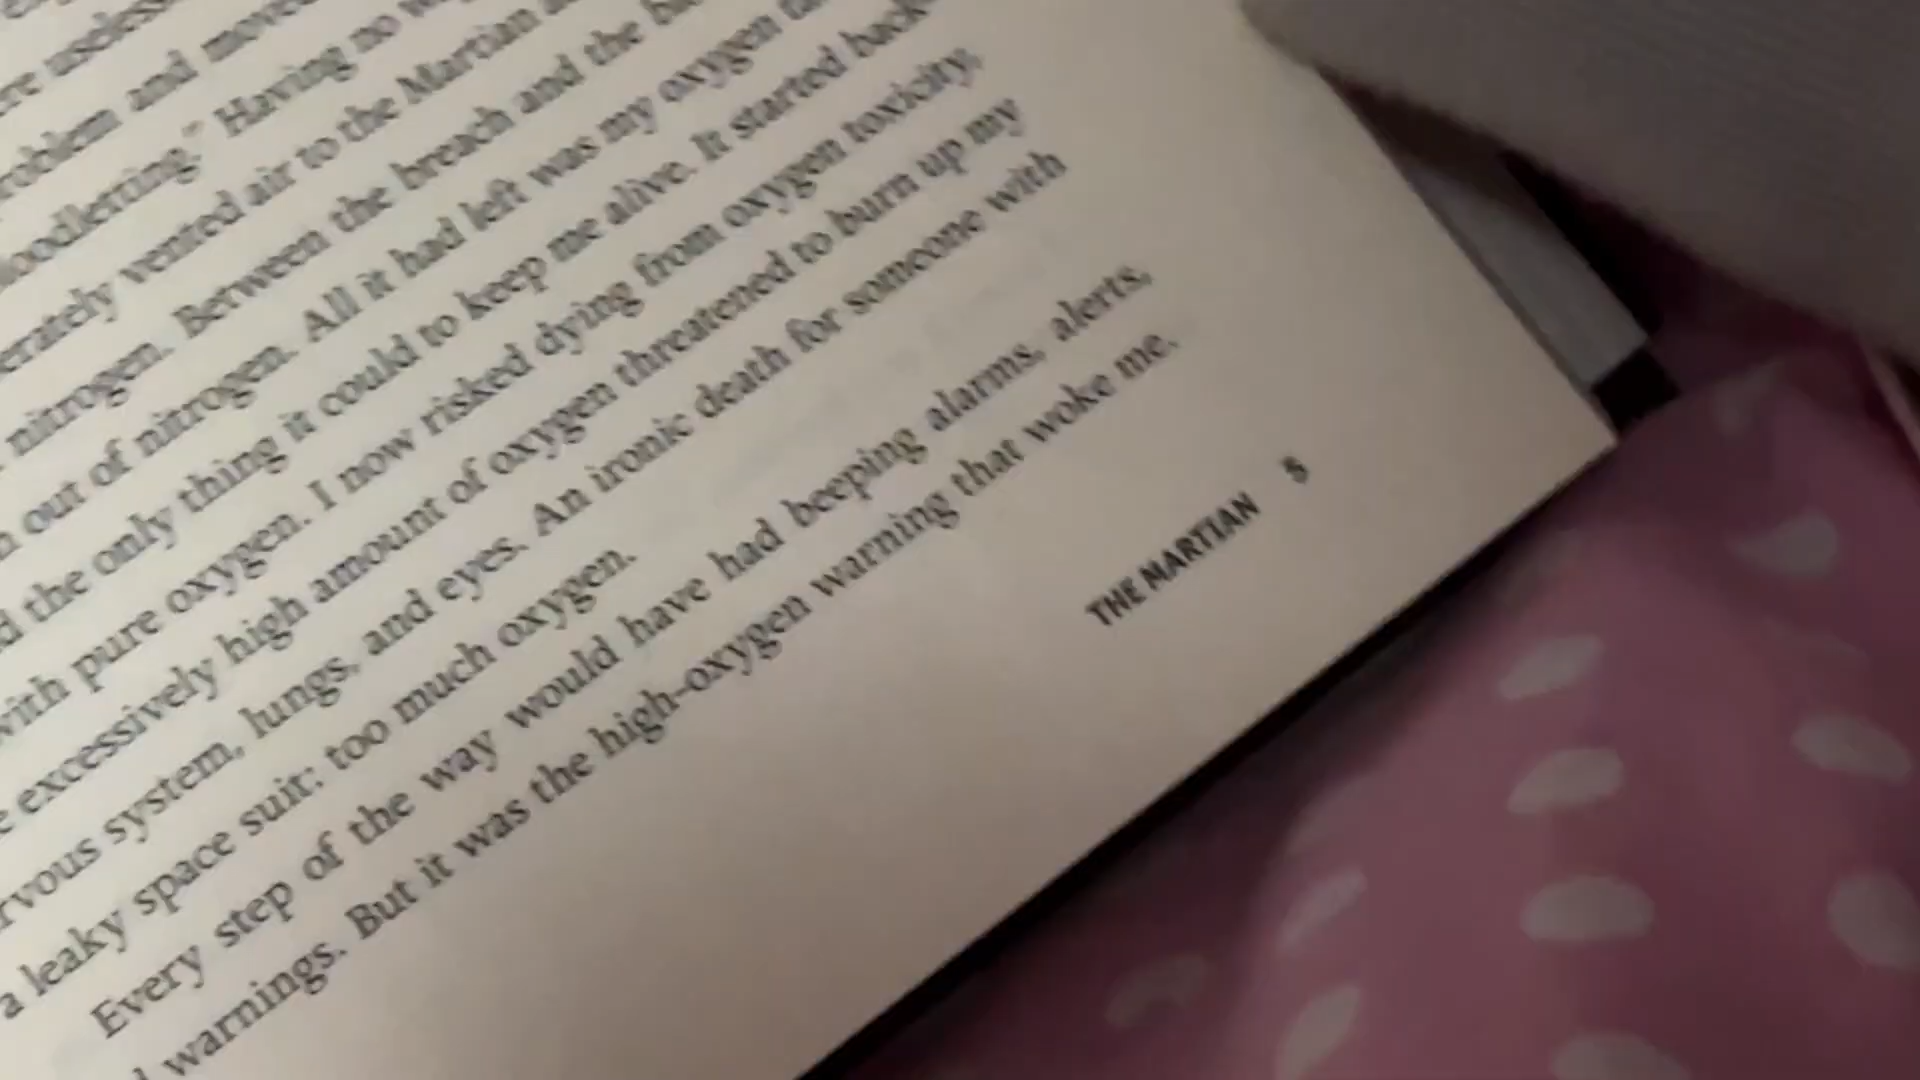 re useless
roblem and moved
oodletting." Having no w
erately vented air to the Martian a
nitrogen. Between the breach and the b
out of nitrogen. All it had left was my oxygen ta
d the only thing it could to keep me alive. It started back
with pure oxygen. I now risked dying from oxygen toxicity,
e excessively high amount of oxygen threatened to burn up my
rvous system, lungs, and eyes. An ironic death for someone with
a leaky space suit: too much oxygen.
Every step of the way would have had beeping alarms, alerts,
d warnings. But it was the high-oxygen warning that woke me.
THE MARTIAN 5